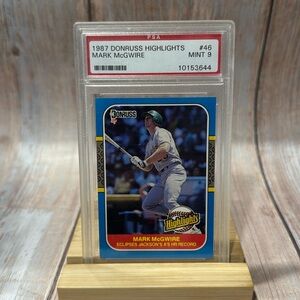 PSA
1987 DONRUSS HIGHLIGHTS #46
MARK McGWIRE MINT 9
10153644
DONRUSS
Highlights
MARK McGWIRE
ECLIPSES JACKSON'S A'S HR RECORD